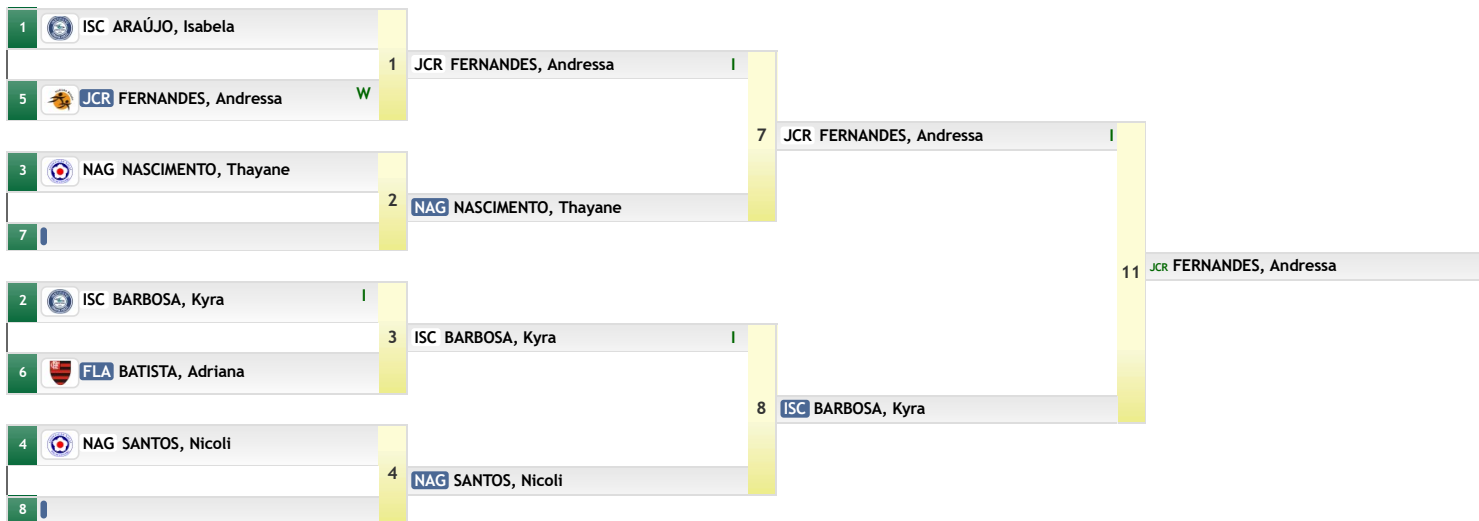 1 ISC ARAÚJO, Isabela
1 JCR FERNANDES, Andressa I
5 JCR FERNANDES, Andressa W
7 JCR FERNANDES, Andressa I
3 NAG NASCIMENTO, Thayane
2 NAG NASCIMENTO, Thayane
7
11 JCR FERNANDES, Andressa
2 ISC BARBOSA, Kyra I
3 ISC BARBOSA, Kyra I
6 FLA BATISTA, Adriana
8 ISC BARBOSA, Kyra
4 NAG SANTOS, Nicoli
4 NAG SANTOS, Nicoli
8